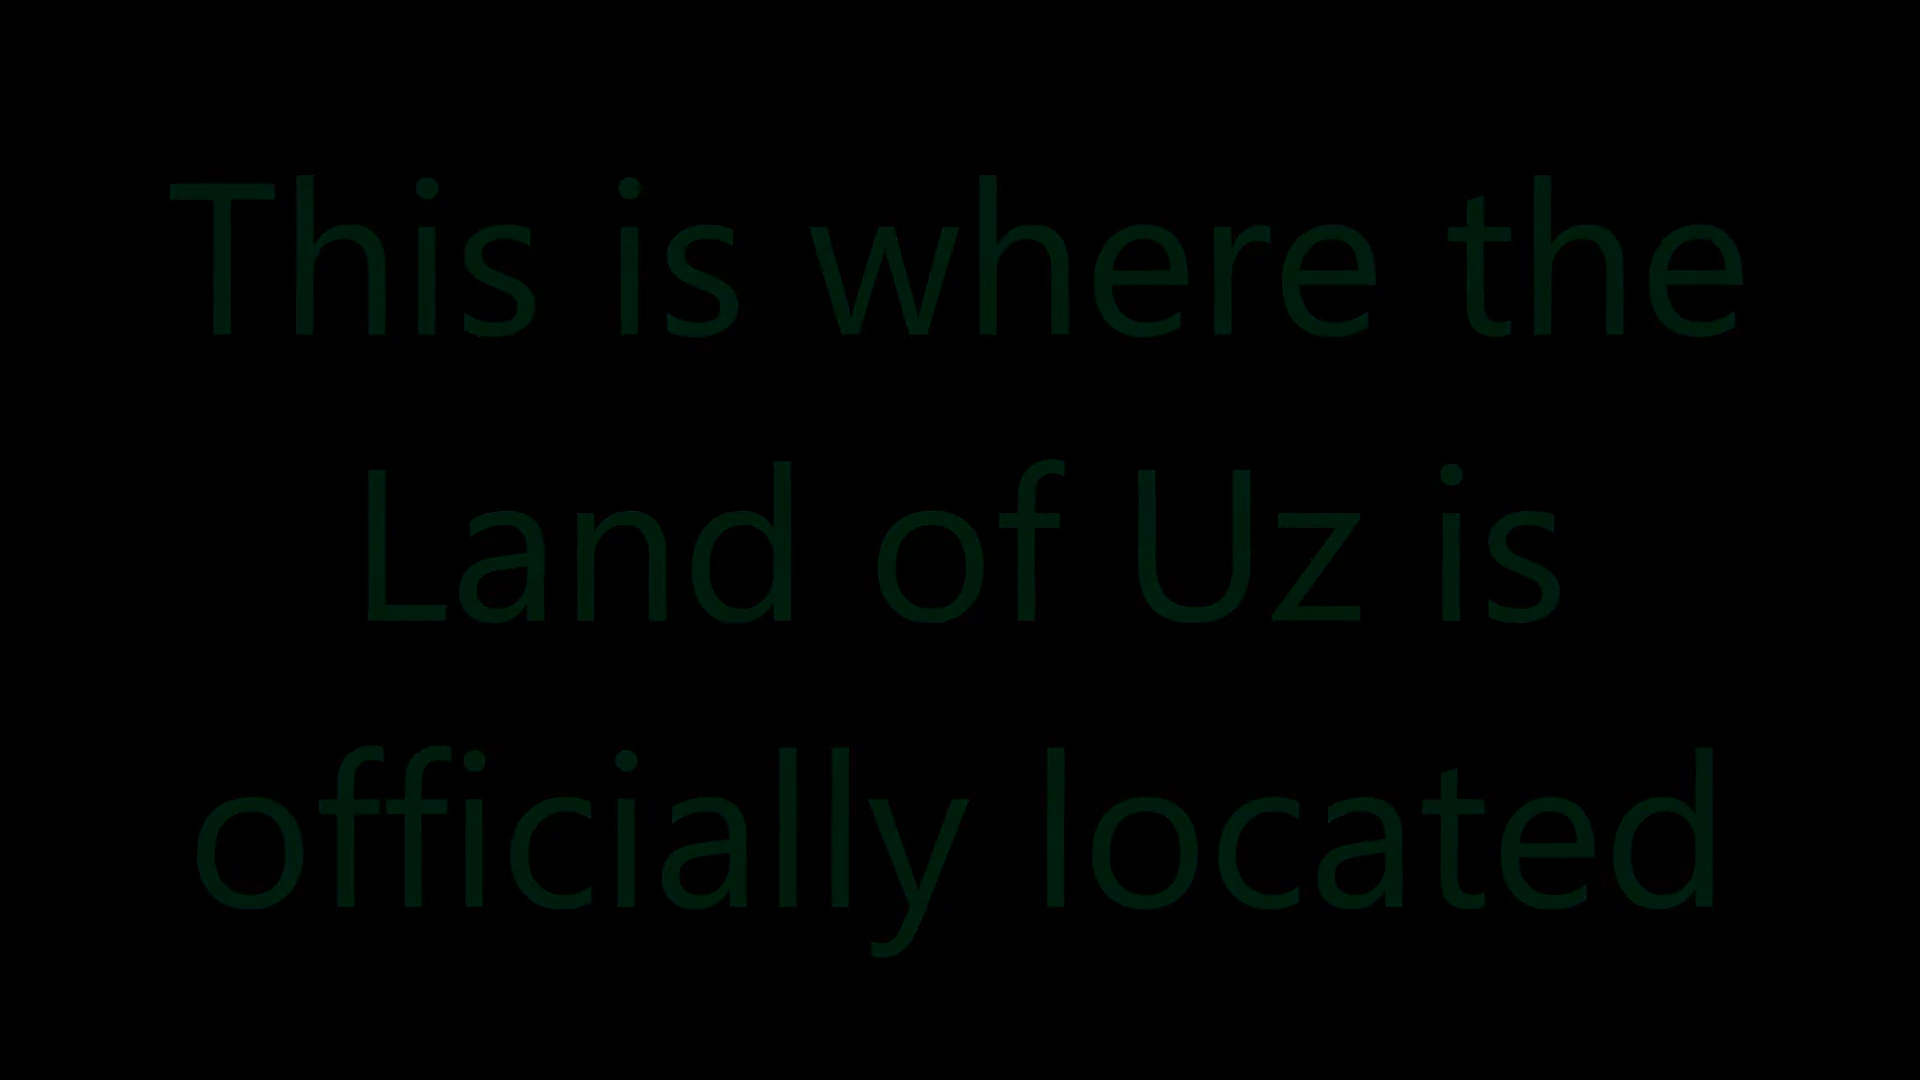 This is where the
Land of Uz is
officially located